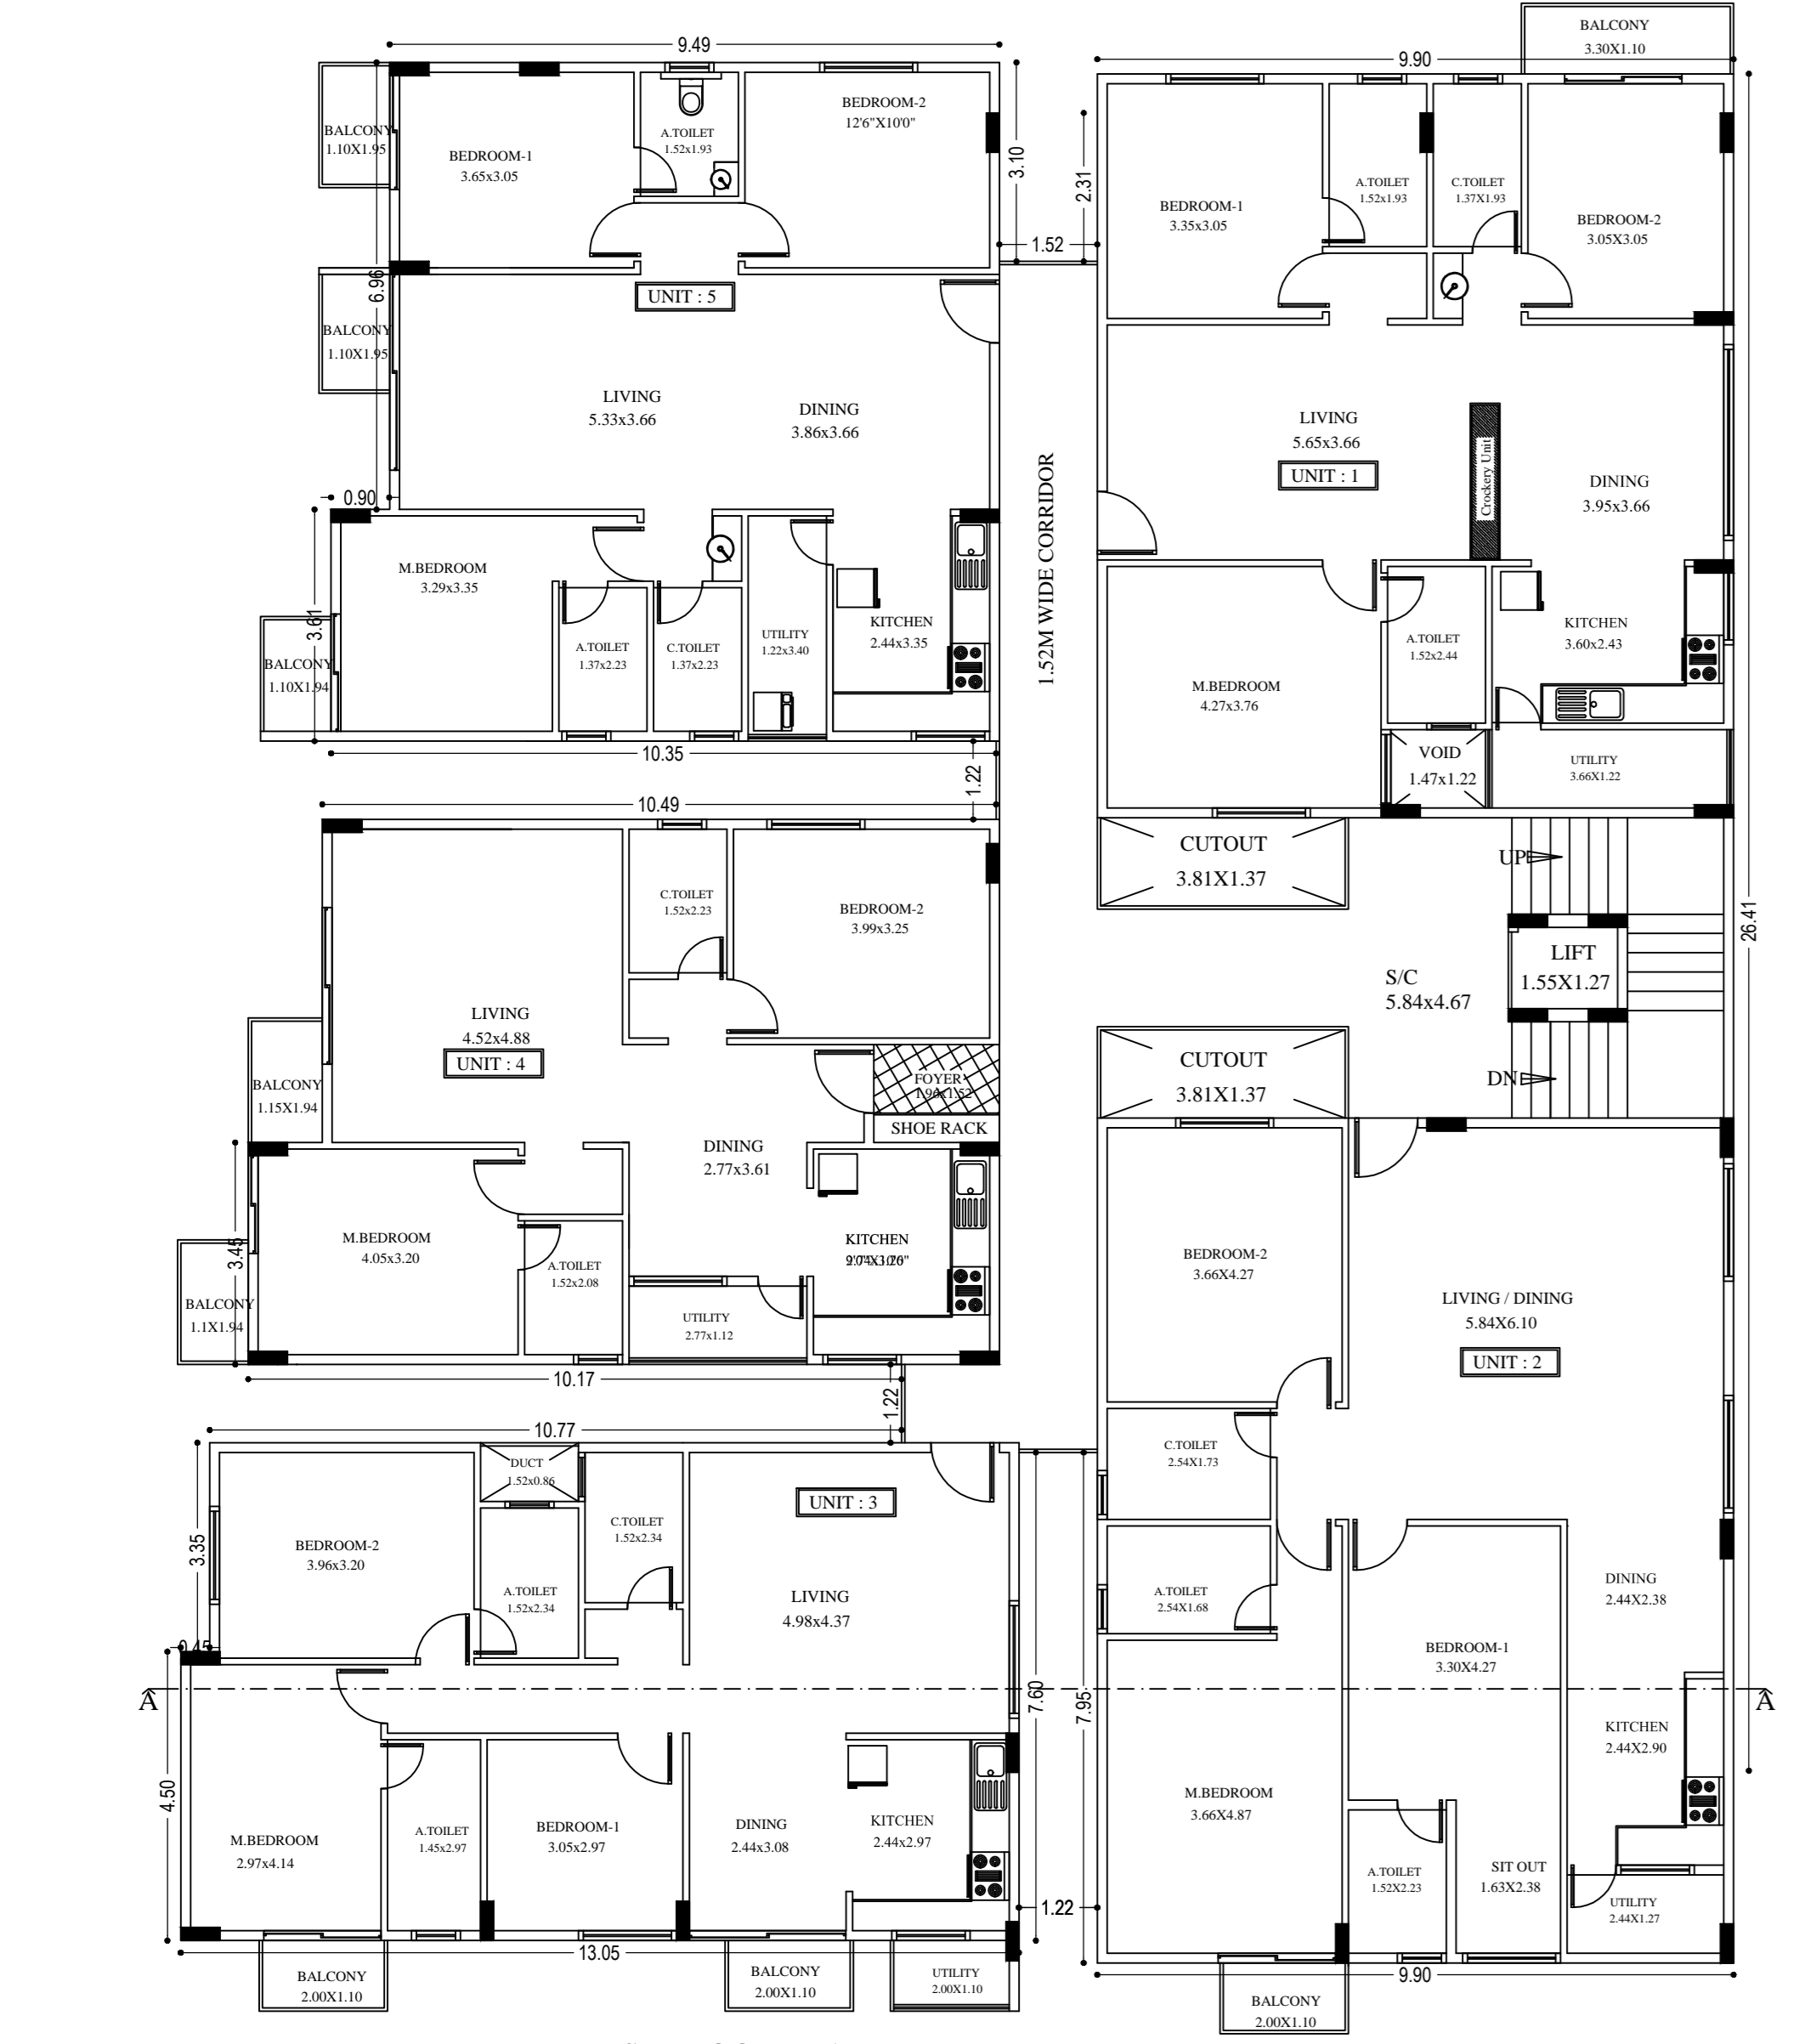 9.49
BALCONY
1.10X1.95
BEDROOM-1
3.65x3.05
A.TOILET
1.52x1.93
BEDROOM-2
12'6"X10'0"
3.10
2.31
1.52
6.96
UNIT : 5
BALCONY
1.10X1.95
LIVING
5.33x3.66
DINING
3.86x3.66
0.90
M.BEDROOM
3.29x3.35
3.61
BALCONY
1.10X1.94
A.TOILET
1.37x2.23
C.TOILET
1.37x2.23
UTILITY
1.22x3.40
KITCHEN
2.44x3.35
10.35
1.22
1.52M WIDE CORRIDOR
BALCONY
3.30X1.10
9.90
BEDROOM-1
3.35x3.05
A.TOILET
1.52x1.93
C.TOILET
1.37X1.93
BEDROOM-2
3.05X3.05
LIVING
5.65x3.66
UNIT : 1
Crockery Unit
DINING
3.95x3.66
M.BEDROOM
4.27x3.76
A.TOILET
1.52x2.44
KITCHEN
3.60x2.43
VOID
1.47x1.22
UTILITY
3.66X1.22
CUTOUT
3.81X1.37
UP
LIFT
1.55X1.27
S/C
5.84x4.67
26.41
CUTOUT
3.81X1.37
DN
10.49
C.TOILET
1.52x2.23
BEDROOM-2
3.99x3.25
LIVING
4.52x4.88
UNIT : 4
BALCONY
1.15X1.94
FOYER
1.96x1.52
SHOE RACK
DINING
2.77x3.61
M.BEDROOM
4.05x3.20
3.45
BALCONY
1.1X1.94
A.TOILET
1.52x2.08
KITCHEN
UTILITY
2.77x1.12
10.17
1.22
BEDROOM-2
3.66X4.27
LIVING / DINING
5.84X6.10
UNIT : 2
C.TOILET
2.54X1.73
A.TOILET
2.54X1.68
DINING
2.44X2.38
BEDROOM-1
3.30X4.27
KITCHEN
2.44X2.90
M.BEDROOM
3.66X4.87
A.TOILET
1.52X2.23
SIT OUT
1.63X2.38
UTILITY
2.44X1.27
9.90
BALCONY
2.00X1.10
10.77
DUCT
1.52x0.86
UNIT : 3
BEDROOM-2
3.96x3.20
3.35
A.TOILET
1.52x2.34
C.TOILET
1.52x2.34
LIVING
4.98x4.37
0.45
A
A
7.60
7.95
4.50
M.BEDROOM
2.97x4.14
A.TOILET
1.45x2.97
BEDROOM-1
3.05x2.97
DINING
2.44x3.08
KITCHEN
2.44x2.97
1.22
13.05
BALCONY
2.00X1.10
BALCONY
2.00X1.10
UTILITY
2.00X1.10